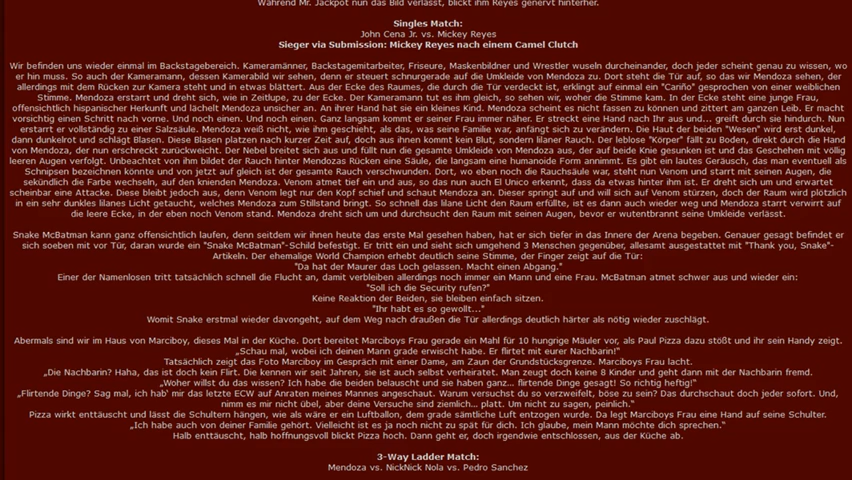 Während Mr. Jackpot nun das Bild verlässt, blickt ihm Reyes genervt hinterher.
Singles Match:
John Cena Jr. vs. Mickey Reyes
Sieger via Submission: Mickey Reyes nach einem Camel Clutch
Wir befinden uns wieder einmal im Backstagebereich. Kameramänner, Backstagemitarbeiter, Friseure, Maskenbildner und Wrestler wuseln durcheinander, doch jeder scheint genau zu wissen, wo
er hin muss. So auch der Kameramann, dessen Kamerabild wir sehen, denn er steuert schnurgerade auf die Umkleide von Mendoza zu. Dort steht die Tür auf, so das wir Mendoza sehen, der
allerdings mit dem Rücken zur Kamera steht und in etwas blättert. Aus der Ecke des Raumes, die durch die Tür verdeckt ist, erklingt auf einmal ein "Cariño" gesprochen von einer weiblichen
Stimme. Mendoza erstarrt und dreht sich, wie in Zeitlupe, zu der Ecke. Der Kameramann tut es ihm gleich, so sehen wir, woher die Stimme kam. In der Ecke steht eine junge Frau,
offensichtlich hispanischer Herkunft und lächelt Mendoza unsicher an. An ihrer Hand hat sie ein kleines Kind. Mendoza scheint es nicht fassen zu können und zittert am ganzen Leib. Er macht
vorsichtig einen Schritt nach vorne. Und noch einen. Und noch einen. Ganz langsam kommt er seiner Frau immer näher. Er streckt eine Hand nach Ihr aus und... greift durch sie hindurch. Nun
erstarrt er vollständig zu einer Salzsäule. Mendoza weiß nicht, wie ihm geschieht, als das, was seine Familie war, anfängt sich zu verändern. Die Haut der beiden "Wesen" wird erst dunkel,
dann dunkelrot und schlägt Blasen. Diese Blasen platzen nach kurzer Zeit auf, doch aus ihnen kommt kein Blut, sondern lilaner Rauch. Der leblose "Körper" fällt zu Boden, direkt durch die Hand
von Mendoza, der nun erschreckt zurückweicht. Der Nebel breitet sich aus und füllt nun die gesamte Umkleide von Mendoza aus, der auf beide Knie gesunken ist und das Geschehen mit völlig
leeren Augen verfolgt. Unbeachtet von ihm bildet der Rauch hinter Mendozas Rücken eine Säule, die langsam eine humanoide Form annimmt. Es gibt ein lautes Geräusch, das man eventuell als
Schnipsen bezeichnen könnte und von jetzt auf gleich ist der gesamte Rauch verschwunden. Dort, wo eben noch die Rauchsäule war, steht nun Venom und starrt mit seinen Augen, die
sekündlich die Farbe wechseln, auf den knienden Mendoza. Venom atmet tief ein und aus, so das nun auch El Unico erkennt, dass da etwas hinter ihm ist. Er dreht sich um und erwartet
scheinbar eine Attacke. Diese bleibt jedoch aus, denn Venom legt nur den Kopf schief und schaut Mendoza an. Dieser springt auf und will sich auf Venom stürzen, doch der Raum wird plötzlich
in ein sehr dunkles lilanes Licht getaucht, welches Mendoza zum Stillstand bringt. So schnell das lilane Licht den Raum erfüllte, ist es dann auch wieder weg und Mendoza starrt verwirrt auf
die leere Ecke, in der eben noch Venom stand. Mendoza dreht sich um und durchsucht den Raum mit seinen Augen, bevor er wutentbrannt seine Umkleide verlässt.
Snake McBatman kann ganz offensichtlich laufen, denn seitdem wir ihnen heute das erste Mal gesehen haben, hat er sich tiefer in das Innere der Arena begeben. Genauer gesagt befindet er
sich soeben mit vor Tür, daran wurde ein "Snake McBatman"-Schild befestigt. Er tritt ein und sieht sich umgehend 3 Menschen gegenüber, allesamt ausgestattet mit "Thank you, Snake"-
Artikeln. Der ehemalige World Champion erhebt deutlich seine Stimme, der Finger zeigt auf die Tür:
"Da hat der Maurer das Loch gelassen. Macht einen Abgang."
Einer der Namenlosen tritt tatsächlich schnell die Flucht an, damit verbleiben allerdings noch immer ein Mann und eine Frau. McBatman atmet schwer aus und wieder ein:
"Soll ich die Security rufen?"
Keine Reaktion der Beiden, sie bleiben einfach sitzen.
"Ihr habt es so gewollt..."
Womit Snake erstmal wieder davongeht, auf dem Weg nach draußen die Tür allerdings deutlich härter als nötig wieder zuschlägt.
Abermals sind wir im Haus von Marciboy, dieses Mal in der Küche. Dort bereitet Marciboys Frau gerade ein Mahl für 10 hungrige Mäuler vor, als Paul Pizza dazu stößt und ihr sein Handy zeigt.
„Schau mal, wobei ich deinen Mann grade erwischt habe. Er flirtet mit eurer Nachbarin!“
Tatsächlich zeigt das Foto Marciboy im Gespräch mit einer Dame, am Zaun der Grundstücksgrenze. Marciboys Frau lacht.
„Die Nachbarin? Haha, das ist doch kein Flirt. Die kennen wir seit Jahren, sie ist auch selbst verheiratet. Man zeugt doch keine 8 Kinder und geht dann mit der Nachbarin fremd.
„Woher willst du das wissen? Ich habe die beiden belauscht und sie haben ganz... flirtende Dinge gesagt! So richtig heftig!“
„Flirtende Dinge? Sag mal, ich hab' mir das letzte ECW auf Anraten meines Mannes angeschaut. Warum versuchst du so verzweifelt, böse zu sein? Das durchschaut doch jeder sofort. Und,
nimm es mir nicht übel, aber deine Versuche sind ziemlich... platt. Um nicht zu sagen, peinlich.“
Pizza wirkt enttäuscht und lässt die Schultern hängen, wie als wäre er ein Luftballon, dem grade sämtliche Luft entzogen wurde. Da legt Marciboys Frau eine Hand auf seine Schulter.
„Ich habe auch von deiner Familie gehört. Vielleicht ist es ja noch nicht zu spät für dich. Ich glaube, mein Mann möchte dich sprechen.“
Halb enttäuscht, halb hoffnungsvoll blickt Pizza hoch. Dann geht er, doch irgendwie entschlossen, aus der Küche ab.
3-Way Ladder Match:
Mendoza vs. NickNick Nola vs. Pedro Sanchez